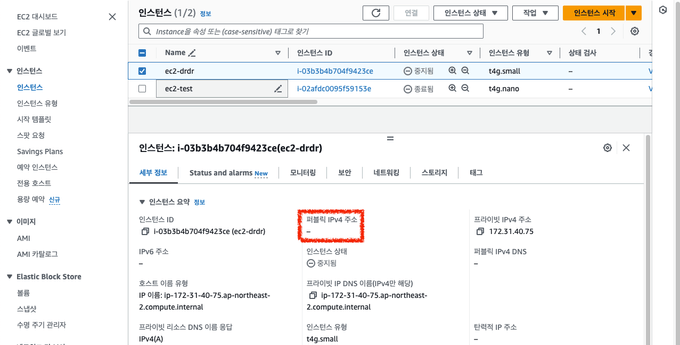 EC2 대시보드
EC2 글로벌 보기
이벤트
인스턴스
인스턴스
인스턴스 유형
시작 템플릿
스팟 요청
Savings Plans
예약 인스턴스
전용 호스트
용량 예약 신규
이미지
AMI
AMI 카탈로그
Elastic Block Store
볼륨
스냅샷
수명 주기 관리자
인스턴스 (1/2) 정보
연결
인스턴스 상태
작업
인스턴스 시작
Instance을 속성 또는 (case-sensitive) 태그로 찾기
1
Name 인스턴스 ID 인스턴스 상태 인스턴스 유형 상태 검사
ec2-drdr i-03b3b4b704f9423ce 중지됨 t4g.small –
ec2-test i-02afdc0095f59153e 종료됨 t4g.nano –
인스턴스: i-03b3b4b704f9423ce(ec2-drdr)
세부 정보 Status and alarms New 모니터링 보안 네트워킹 스토리지 태그
인스턴스 요약 정보
인스턴스 ID
i-03b3b4b704f9423ce (ec2-drdr)
퍼블릭 IPv4 주소
–
프라이빗 IPv4 주소
172.31.40.75
IPv6 주소
–
인스턴스 상태
중지됨
퍼블릭 IPv4 DNS
–
호스트 이름 유형
IP 이름: ip-172-31-40-75.ap-northeast-
2.compute.internal
프라이빗 IP DNS 이름(IPv4만 해당)
ip-172-31-40-75.ap-northeast-
2.compute.internal
프라이빗 리소스 DNS 이름 응답
IPv4(A)
인스턴스 유형
t4g.small
탄력적 IP 주소
–